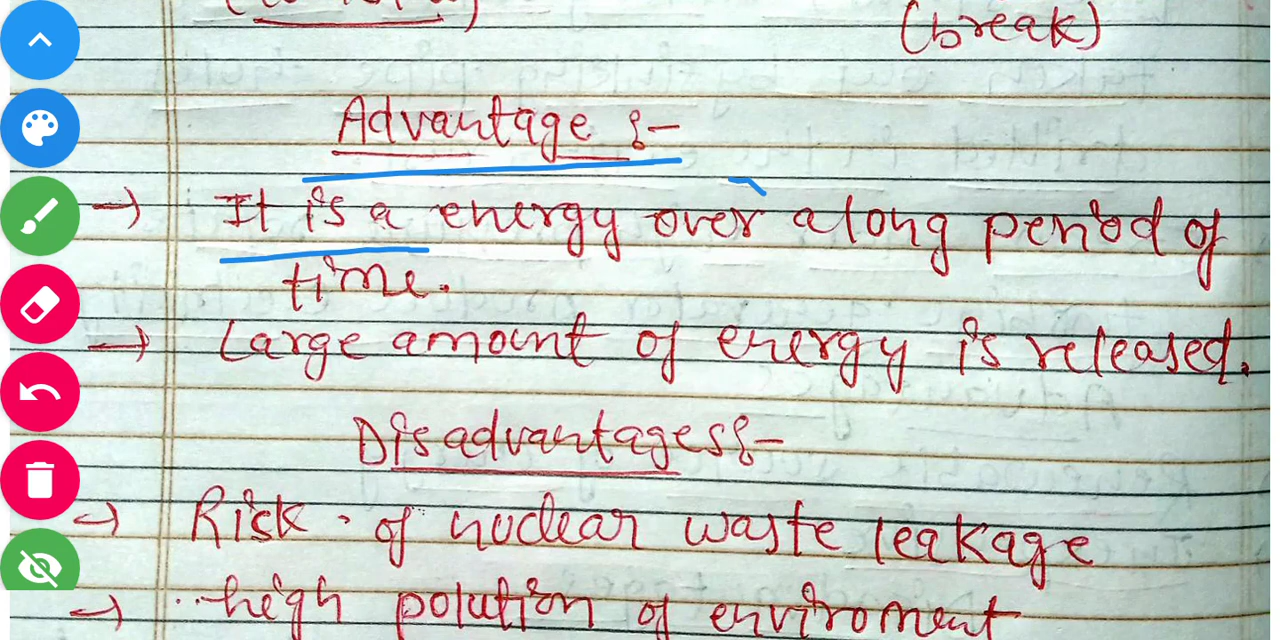 (break)
Advantage :-
→ It is a energy over a long period of
time.
→ Large amount of energy is released.
Disadvantages:-
→ Risk of nuclear waste leakage
→ high polution of enviroment